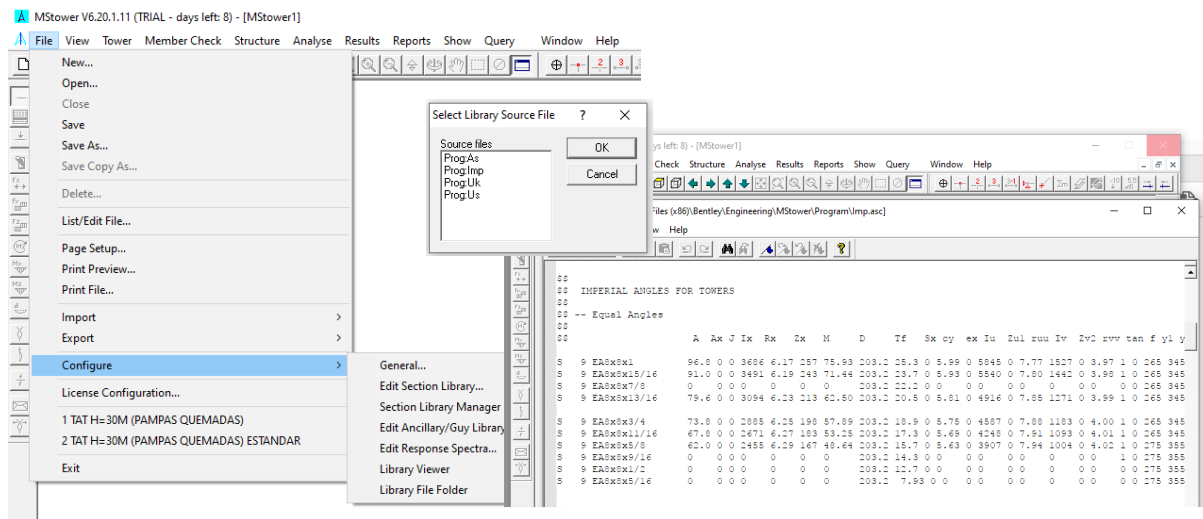 MStower V6.20.1.11 (TRIAL - days left: 8) - [MStower1]
File View Tower Member Check Structure Analyse Results Reports Show Query Window Help
New...
Open...
Close
Save
Save As...
Save Copy As...
Delete...
List/Edit File...
Page Setup...
Print Preview...
Print File...
Import
Export
Configure
License Configuration...
1 TAT H=30M (PAMPAS QUEMADAS)
2 TAT H=30M (PAMPAS QUEMADAS) ESTANDAR
Exit
General...
Edit Section Library...
Section Library Manager
Edit Ancillary/Guy Library
Edit Response Spectra...
Library Viewer
Library File Folder
Select Library Source File ?
Source files
Prog:As
Prog:Imp
Prog:Uk
Prog:Us
OK
Cancel
ys left: 8) - [MStower1]
Check Structure Analyse Results Reports Show Query Window Help
Files (x86)\Bentley\Engineering\MStower\Program\Imp.asc]
w Help
$$
$$ IMPERIAL ANGLES FOR TOWERS
$$
$$ -- Equal Angles
$$
$$ A Ax J Ix Rx Zx M D Tf Sx cy ex Iu Zu1 ruu Iv Zv2 rvv tan f y1 y
S 9 EA8x8x1 96.8 0 0 3686 6.17 257 75.93 203.2 25.3 0 5.99 0 5845 0 7.77 1527 0 3.97 1 0 265 345
S 9 EA8x8x15/16 91.0 0 0 3491 6.19 243 71.44 203.2 23.7 0 5.93 0 5540 0 7.80 1442 0 3.98 1 0 265 345
S 9 EA8x8x7/8 0 0 0 0 0 0 0 203.2 22.2 0 0 0 0 0 0 0 0 0 0 265 345
S 9 EA8x8x13/16 79.6 0 0 3094 6.23 213 62.50 203.2 20.5 0 5.81 0 4916 0 7.85 1271 0 3.99 1 0 265 345
S 9 EA8x8x3/4 73.8 0 0 2885 6.25 198 57.89 203.2 18.9 0 5.75 0 4587 0 7.88 1183 0 4.00 1 0 265 345
S 9 EA8x8x11/16 67.8 0 0 2671 6.27 183 53.25 203.2 17.3 0 5.69 0 4248 0 7.91 1093 0 4.01 1 0 265 345
S 9 EA8x8x5/8 62.0 0 0 2455 6.29 167 48.64 203.2 15.7 0 5.63 0 3907 0 7.94 1004 0 4.02 1 0 275 355
S 9 EA8x8x9/16 0 0 0 0 0 0 0 203.2 14.3 0 0 0 0 0 0 0 0 1 0 275 355
S 9 EA8x8x1/2 0 0 0 0 0 0 0 203.2 12.7 0 0 0 0 0 0 0 0 0 0 275 355
S 9 EA8x8x5/16 0 0 0 0 0 0 0 203.2 7.93 0 0 0 0 0 0 0 0 0 0 275 355